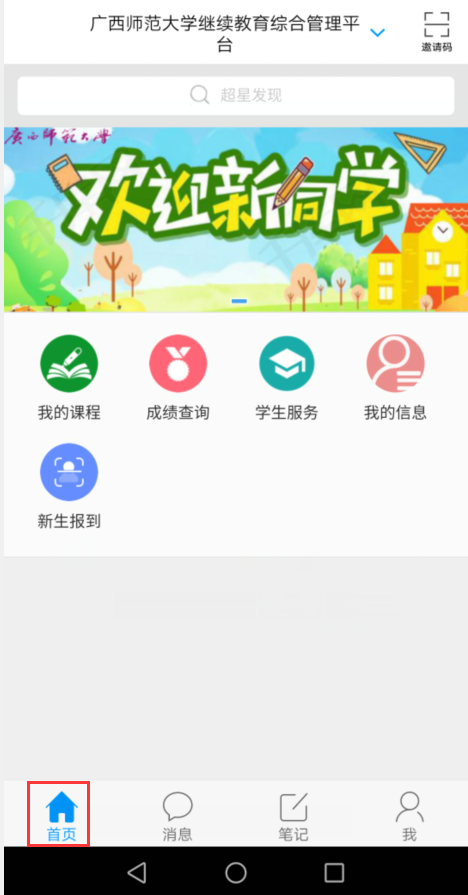 广西师范大学继续教育综合管理平
台
邀请码
超星发现
广西师范大学
欢迎新同学
我的课程
成绩查询
学生服务
我的信息
新生报到
首页
消息
笔记
我